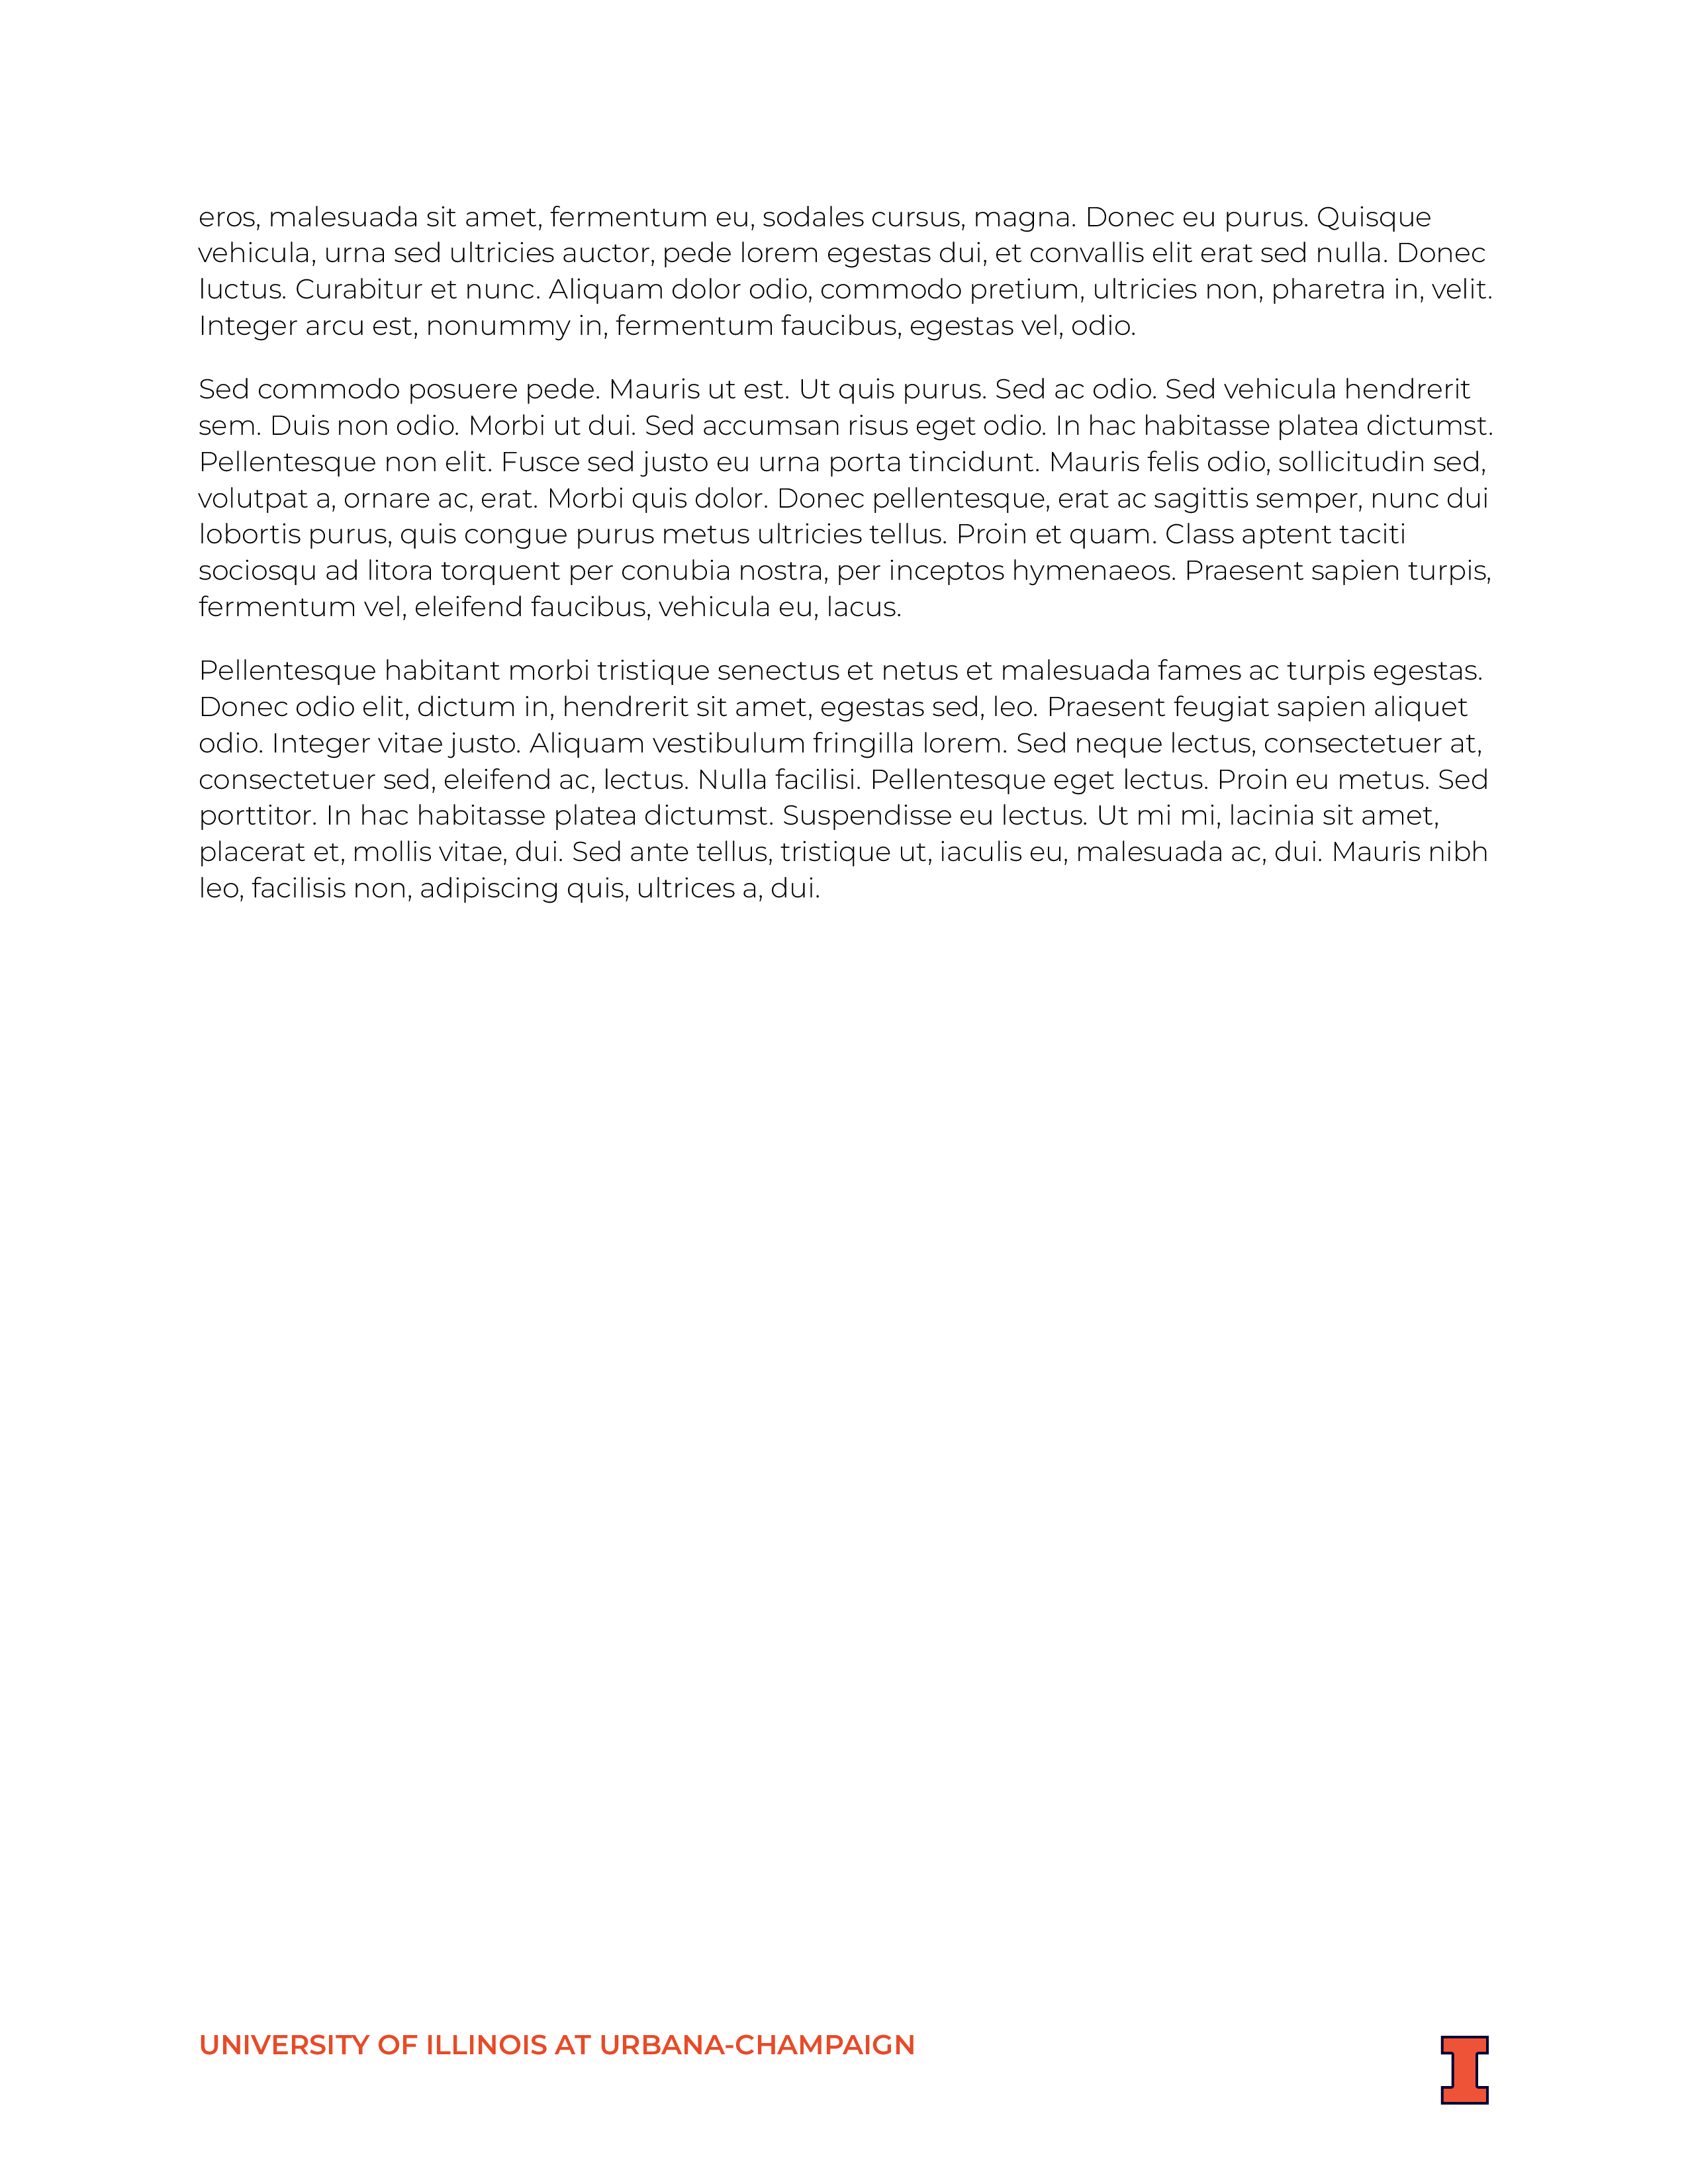 eros, malesuada sit amet, fermentum eu, sodales cursus, magna. Donec eu purus. Quisque
vehicula, urna sed ultricies auctor, pede lorem egestas dui, et convallis elit erat sed nulla. Donec
luctus. Curabitur et nunc. Aliquam dolor odio, commodo pretium, ultricies non, pharetra in, velit.
Integer arcu est, nonummy in, fermentum faucibus, egestas vel, odio.
Sed commodo posuere pede. Mauris ut est. Ut quis purus. Sed ac odio. Sed vehicula hendrerit
sem. Duis non odio. Morbi ut dui. Sed accumsan risus eget odio. In hac habitasse platea dictumst.
Pellentesque non elit. Fusce sed justo eu urna porta tincidunt. Mauris felis odio, sollicitudin sed,
volutpat a, ornare ac, erat. Morbi quis dolor. Donec pellentesque, erat ac sagittis semper, nunc dui
lobortis purus, quis congue purus metus ultricies tellus. Proin et quam. Class aptent taciti
sociosqu ad litora torquent per conubia nostra, per inceptos hymenaeos. Praesent sapien turpis,
fermentum vel, eleifend faucibus, vehicula eu, lacus.
Pellentesque habitant morbi tristique senectus et netus et malesuada fames ac turpis egestas.
Donec odio elit, dictum in, hendrerit sit amet, egestas sed, leo. Praesent feugiat sapien aliquet
odio. Integer vitae justo. Aliquam vestibulum fringilla lorem. Sed neque lectus, consectetuer at,
consectetuer sed, eleifend ac, lectus. Nulla facilisi. Pellentesque eget lectus. Proin eu metus. Sed
porttitor. In hac habitasse platea dictumst. Suspendisse eu lectus. Ut mi mi, lacinia sit amet,
placerat et, mollis vitae, dui. Sed ante tellus, tristique ut, iaculis eu, malesuada ac, dui. Mauris nibh
leo, facilisis non, adipiscing quis, ultrices a, dui.
UNIVERSITY OF ILLINOIS AT URBANA-CHAMPAIGN
I